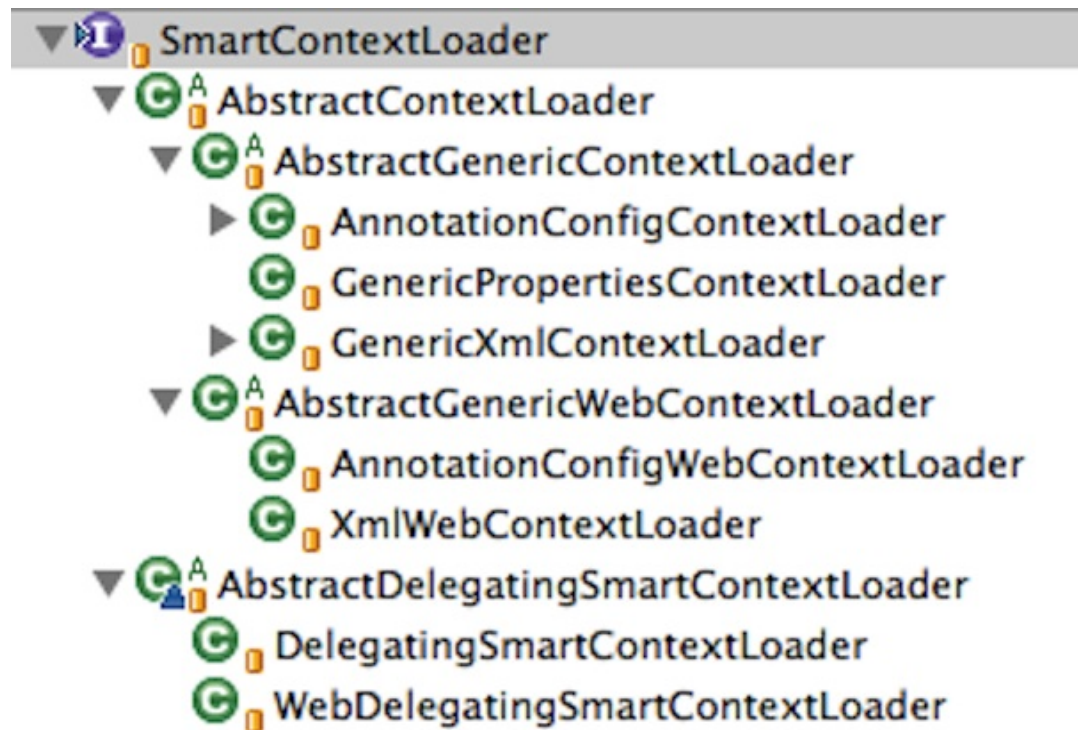 SmartContextLoader
AbstractContextLoader
AbstractGenericContextLoader
AnnotationConfigContextLoader
GenericPropertiesContextLoader
GenericXmlContextLoader
AbstractGenericWebContextLoader
AnnotationConfigWebContextLoader
XmlWebContextLoader
AbstractDelegatingSmartContextLoader
DelegatingSmartContextLoader
WebDelegatingSmartContextLoader